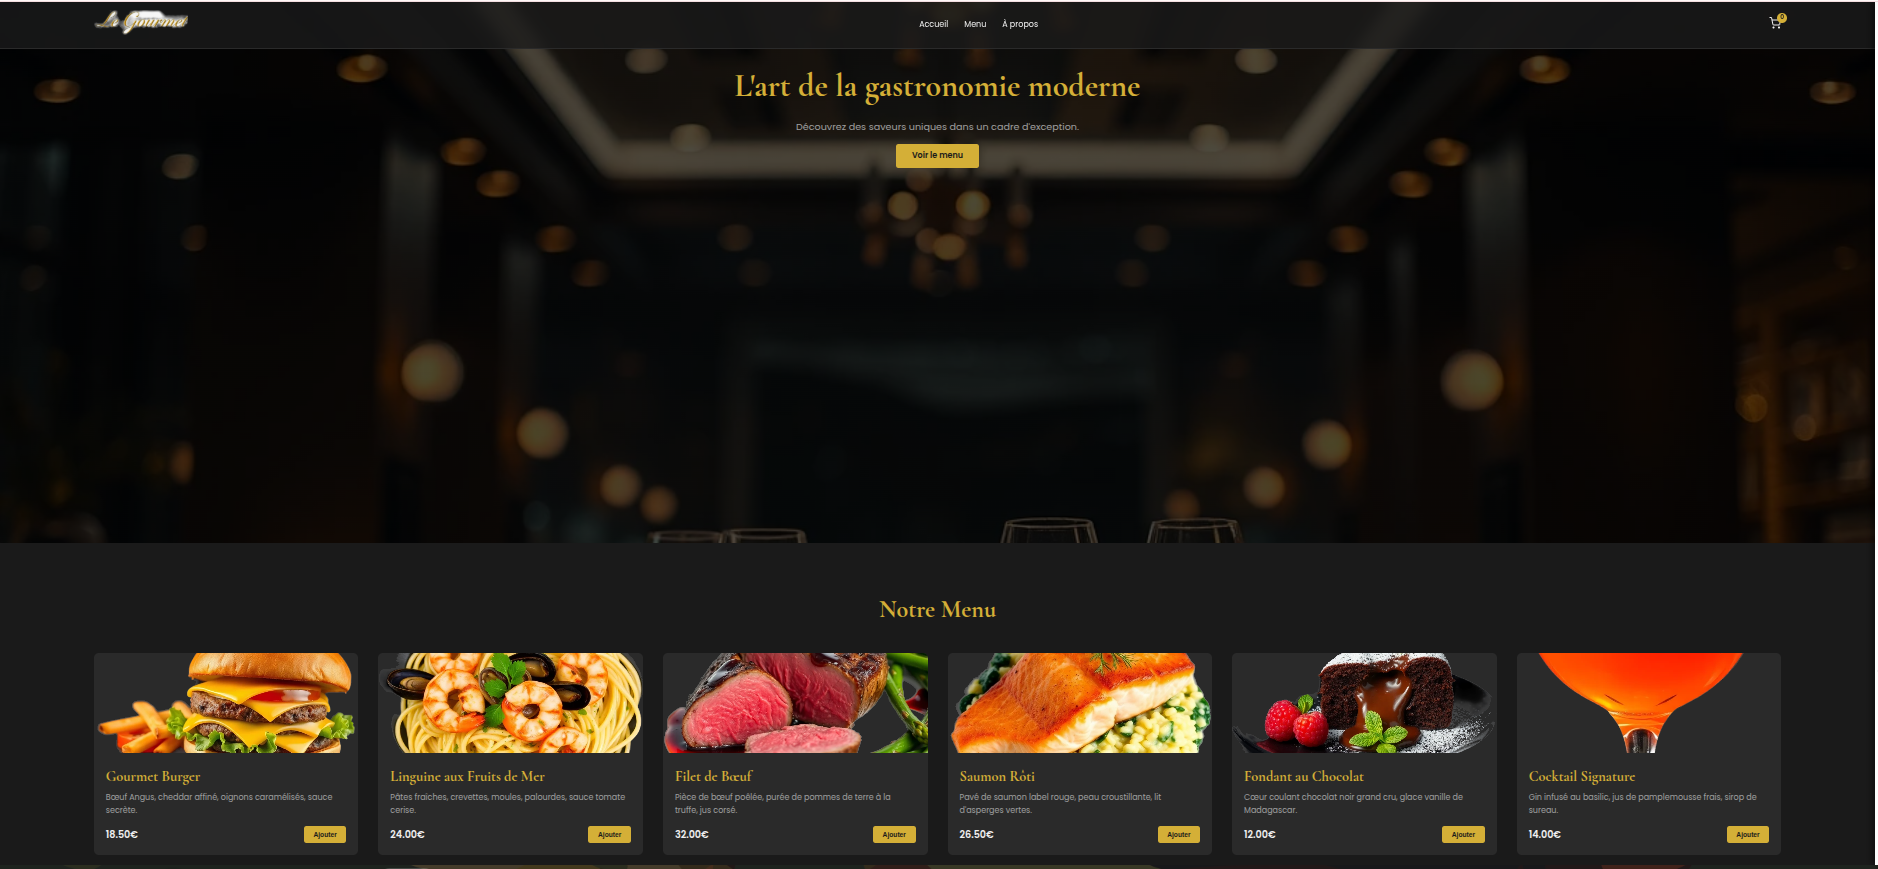 Le Gourmet
Accueil Menu À propos
0
L'art de la gastronomie moderne
Découvrez des saveurs uniques dans un cadre d'exception.
Voir le menu
Notre Menu
Gourmet Burger
Bœuf Angus, cheddar affiné, oignons caramélisés, sauce
secrète.
18.50€
Ajouter
Linguine aux Fruits de Mer
Pâtes fraîches, crevettes, moules, palourdes, sauce tomate
cerise.
24.00€
Ajouter
Filet de Bœuf
Pièce de bœuf poêlée, purée de pommes de terre à la
truffe, jus corsé.
32.00€
Ajouter
Saumon Rôti
Pavé de saumon label rouge, peau croustillante, lit
d'asperges vertes.
26.50€
Ajouter
Fondant au Chocolat
Cœur coulant chocolat noir grand cru, glace vanille de
Madagascar.
12.00€
Ajouter
Cocktail Signature
Gin infusé au basilic, jus de pamplemousse frais, sirop de
sureau.
14.00€
Ajouter